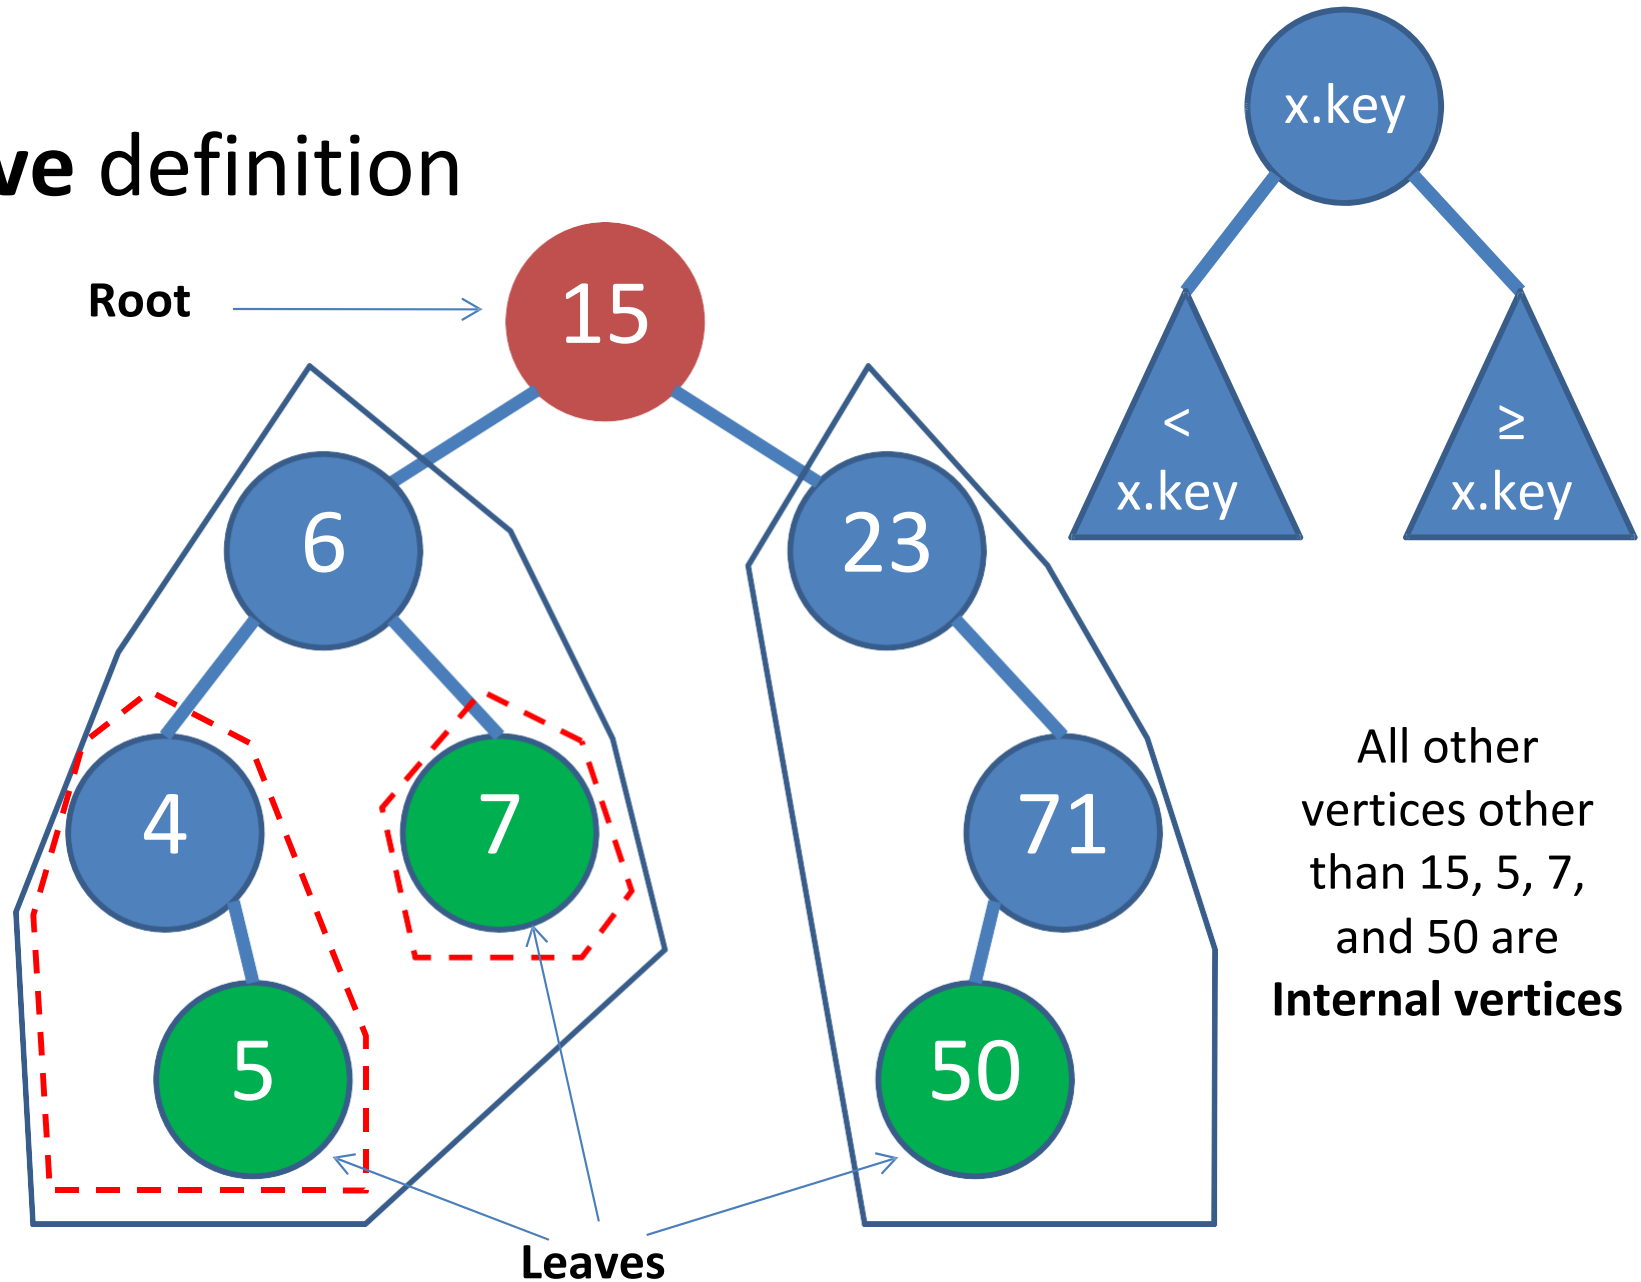 x.key
ve definition
Root
15
<
x.key
≥
x.key
6
23
4
7
71
All other
vertices other
than 15, 5, 7,
and 50 are
Internal vertices
5
50
Leaves